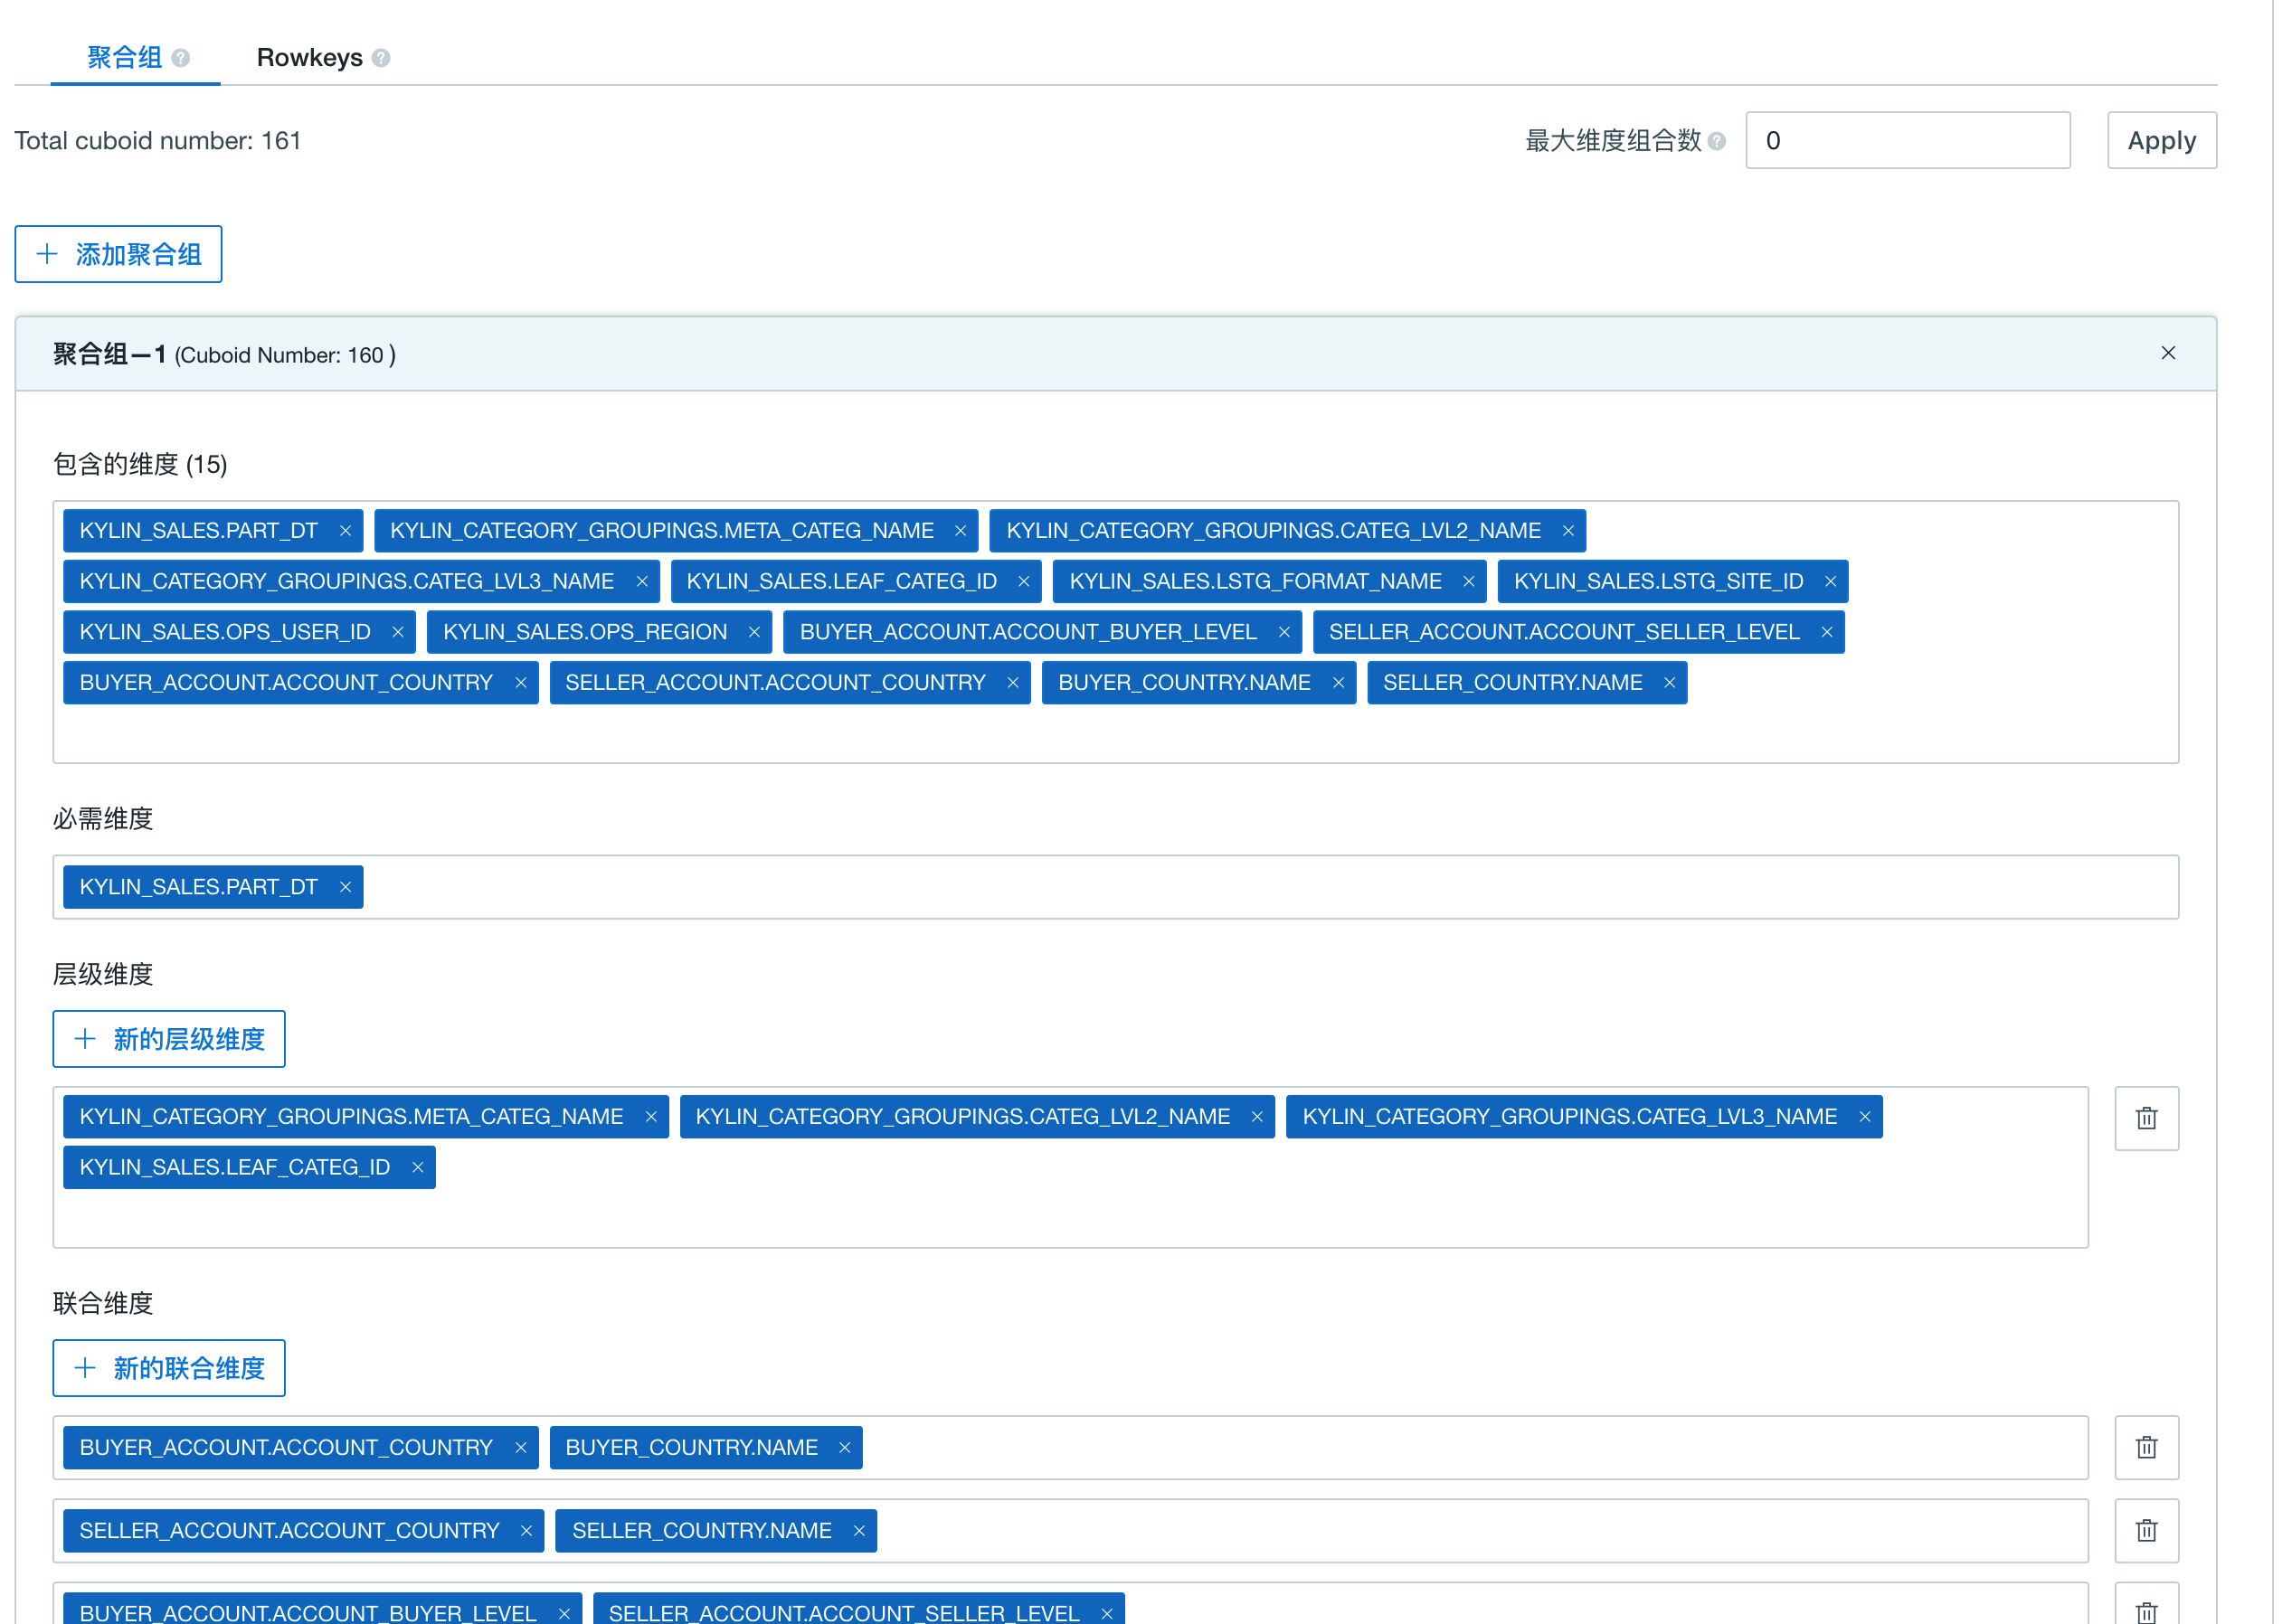 聚合组 ? Rowkeys ?
Total cuboid number: 161 最大维度组合数 ? 0 Apply
+ 添加聚合组
聚合组—1 (Cuboid Number: 160 ) ×
包含的维度 (15)
KYLIN_SALES.PART_DT × KYLIN_CATEGORY_GROUPINGS.META_CATEG_NAME × KYLIN_CATEGORY_GROUPINGS.CATEG_LVL2_NAME ×
KYLIN_CATEGORY_GROUPINGS.CATEG_LVL3_NAME × KYLIN_SALES.LEAF_CATEG_ID × KYLIN_SALES.LSTG_FORMAT_NAME × KYLIN_SALES.LSTG_SITE_ID ×
KYLIN_SALES.OPS_USER_ID × KYLIN_SALES.OPS_REGION × BUYER_ACCOUNT.ACCOUNT_BUYER_LEVEL × SELLER_ACCOUNT.ACCOUNT_SELLER_LEVEL ×
BUYER_ACCOUNT.ACCOUNT_COUNTRY × SELLER_ACCOUNT.ACCOUNT_COUNTRY × BUYER_COUNTRY.NAME × SELLER_COUNTRY.NAME ×
必需维度
KYLIN_SALES.PART_DT ×
层级维度
+ 新的层级维度
KYLIN_CATEGORY_GROUPINGS.META_CATEG_NAME × KYLIN_CATEGORY_GROUPINGS.CATEG_LVL2_NAME × KYLIN_CATEGORY_GROUPINGS.CATEG_LVL3_NAME ×
KYLIN_SALES.LEAF_CATEG_ID ×
联合维度
+ 新的联合维度
BUYER_ACCOUNT.ACCOUNT_COUNTRY × BUYER_COUNTRY.NAME ×
SELLER_ACCOUNT.ACCOUNT_COUNTRY × SELLER_COUNTRY.NAME ×
BUYER_ACCOUNT.ACCOUNT_BUYER_LEVEL × SELLER_ACCOUNT.ACCOUNT_SELLER_LEVEL ×